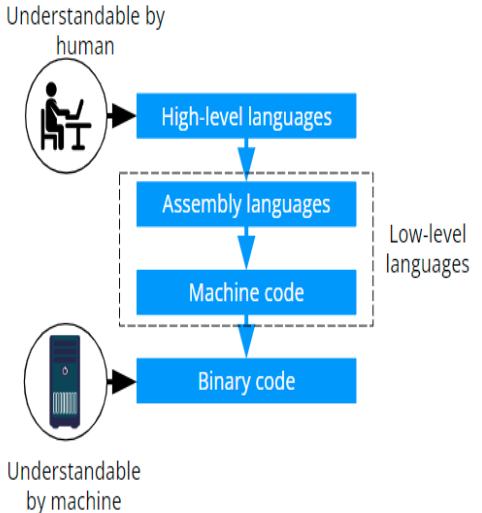 Understandable by
human
High-level languages
Assembly languages
Low-level
languages
Machine code
Binary code
Understandable
by machine